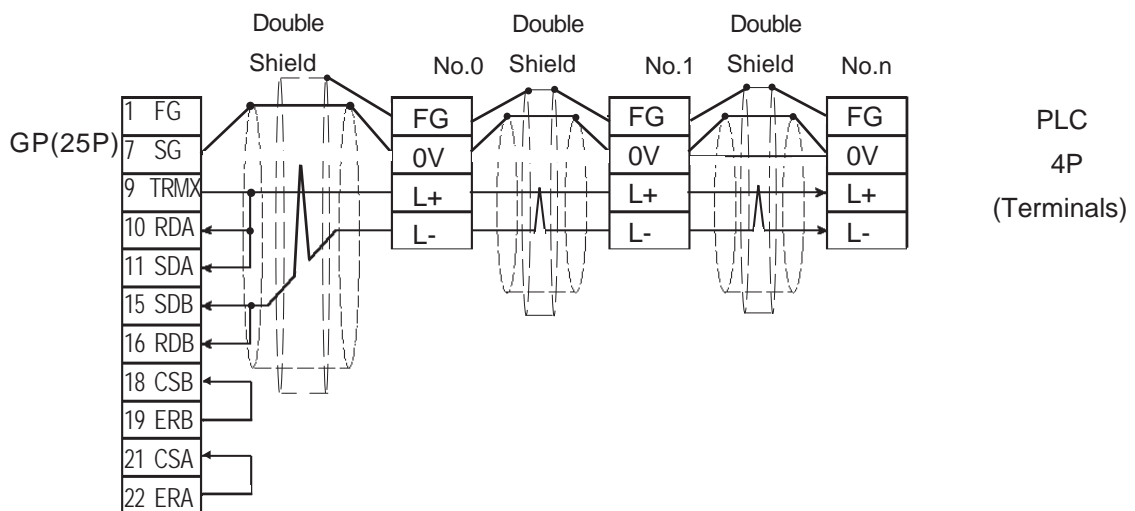 Double Shield
Double Shield
Double Shield
No.0
No.1
No.n
GP(25P)
1 FG
7 SG
9 TRMX
10 RDA
11 SDA
15 SDB
16 RDB
18 CSB
19 ERB
21 CSA
22 ERA
FG
0V
L+
L-
FG
0V
L+
L-
FG
0V
L+
L-
PLC
4P
(Terminals)